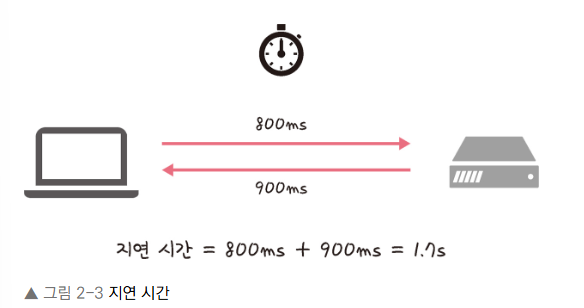 800ms
900ms
지연 시간 = 800ms + 900ms = 1.7s
▲ 그림 2-3 지연 시간